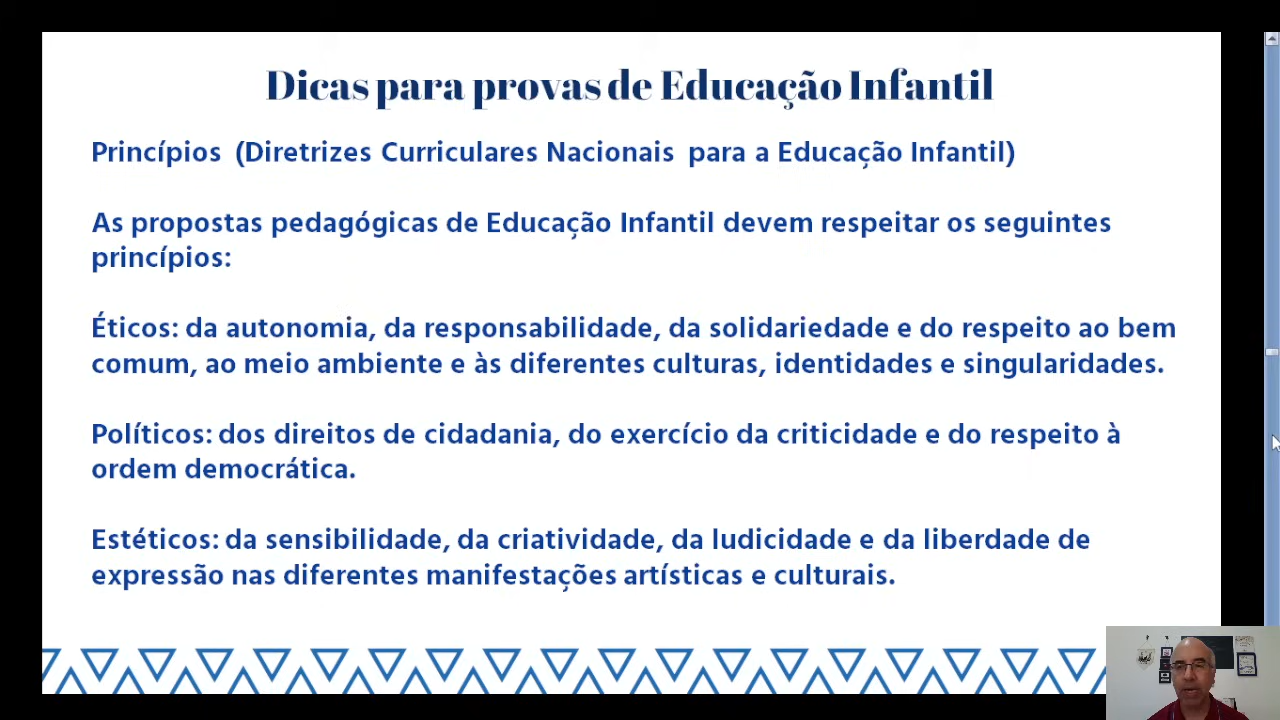 Dicas para provas de Educação Infantil
Princípios (Diretrizes Curriculares Nacionais para a Educação Infantil)
As propostas pedagógicas de Educação Infantil devem respeitar os seguintes
princípios:
Éticos: da autonomia, da responsabilidade, da solidariedade e do respeito ao bem
comum, ao meio ambiente e às diferentes culturas, identidades e singularidades.
Políticos: dos direitos de cidadania, do exercício da criticidade e do respeito à
ordem democrática.
Estéticos: da sensibilidade, da criatividade, da ludicidade e da liberdade de
expressão nas diferentes manifestações artísticas e culturais.